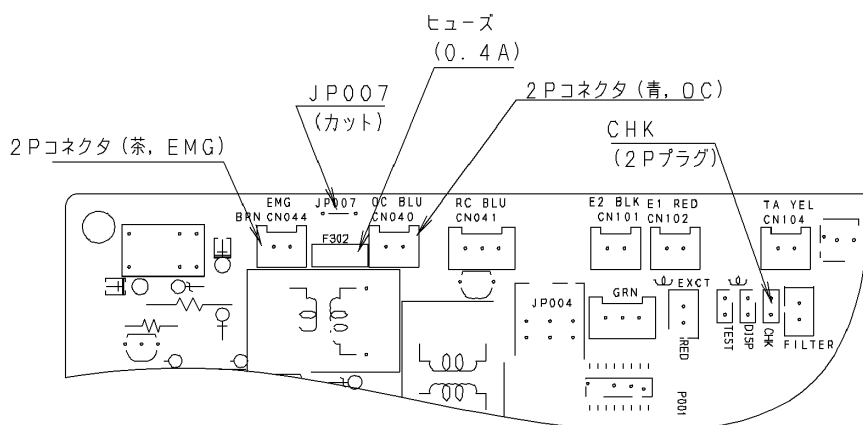 ヒューズ
(0.4A)
JP007
(カット)
2Pコネクタ(青,OC)
CHK
(2Pプラグ)
2Pコネクタ(茶,EMG)
EMG
BRN CN044
JP007
OC BLU
CN040
RC BLU
CN041
E2 BLK
CN101
E1 RED
CN102
TA YEL
CN104
F302
JP004
GRN
EXCT
RED
TEST
DISP
CHK
FILTER
P001